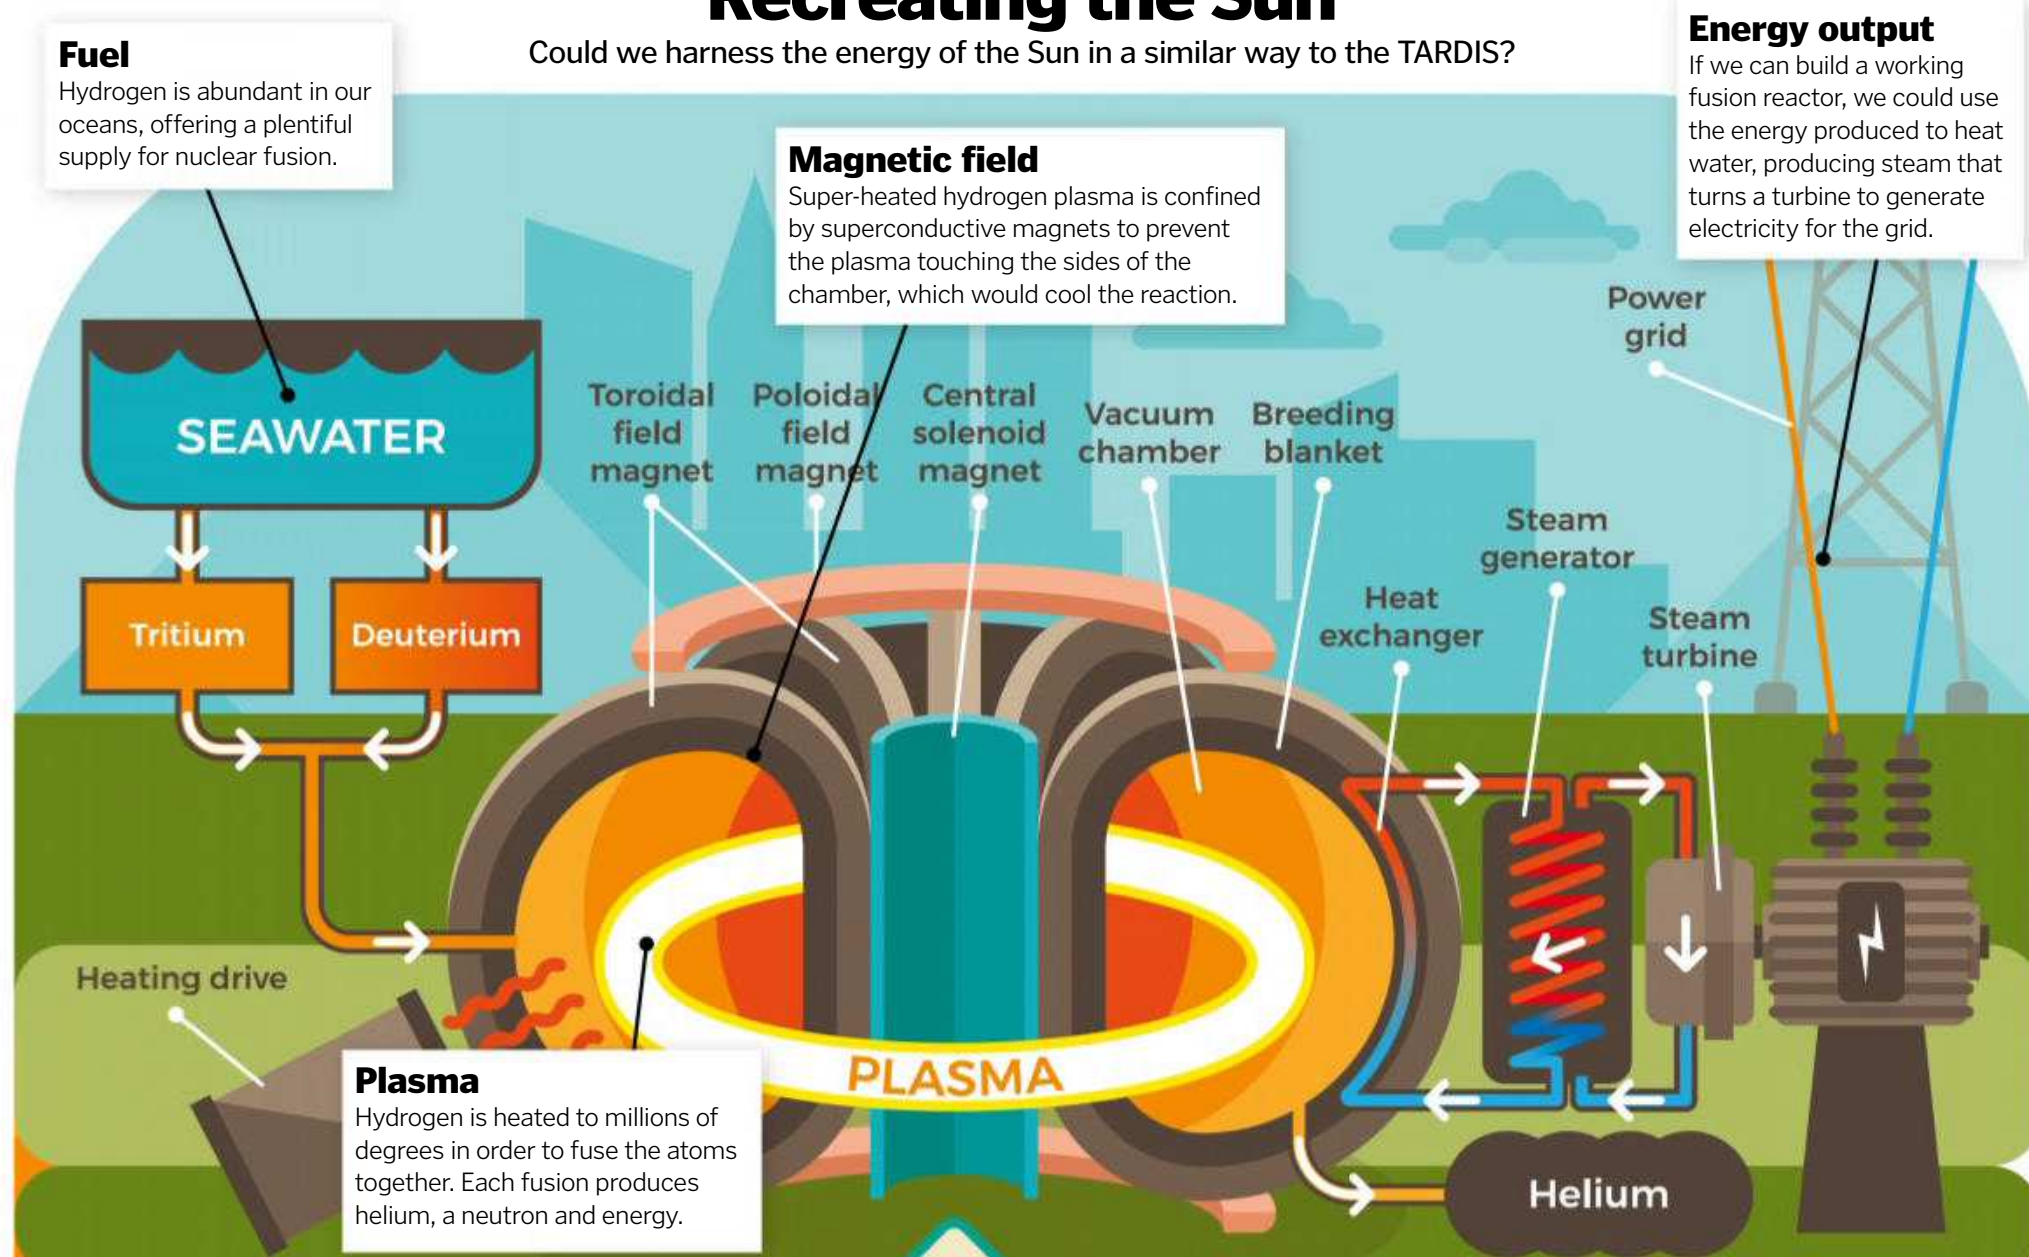 Recreating the Sun
Could we harness the energy of the Sun in a similar way to the TARDIS?
Fuel
Hydrogen is abundant in our
oceans, offering a plentiful
supply for nuclear fusion.
Magnetic field
Super-heated hydrogen plasma is confined
by superconductive magnets to prevent
the plasma touching the sides of the
chamber, which would cool the reaction.
Energy output
If we can build a working
fusion reactor, we could use
the energy produced to heat
water, producing steam that
turns a turbine to generate
electricity for the grid.
Power
grid
SEAWATER
Toroidal
field
magnet
Poloidal
field
magnet
Central
solenoid
magnet
Vacuum
chamber
Breeding
blanket
Steam
generator
Heat
exchanger
Steam
turbine
Tritium
Deuterium
Heating drive
PLASMA
Plasma
Hydrogen is heated to millions of
degrees in order to fuse the atoms
together. Each fusion produces
helium, a neutron and energy.
Helium